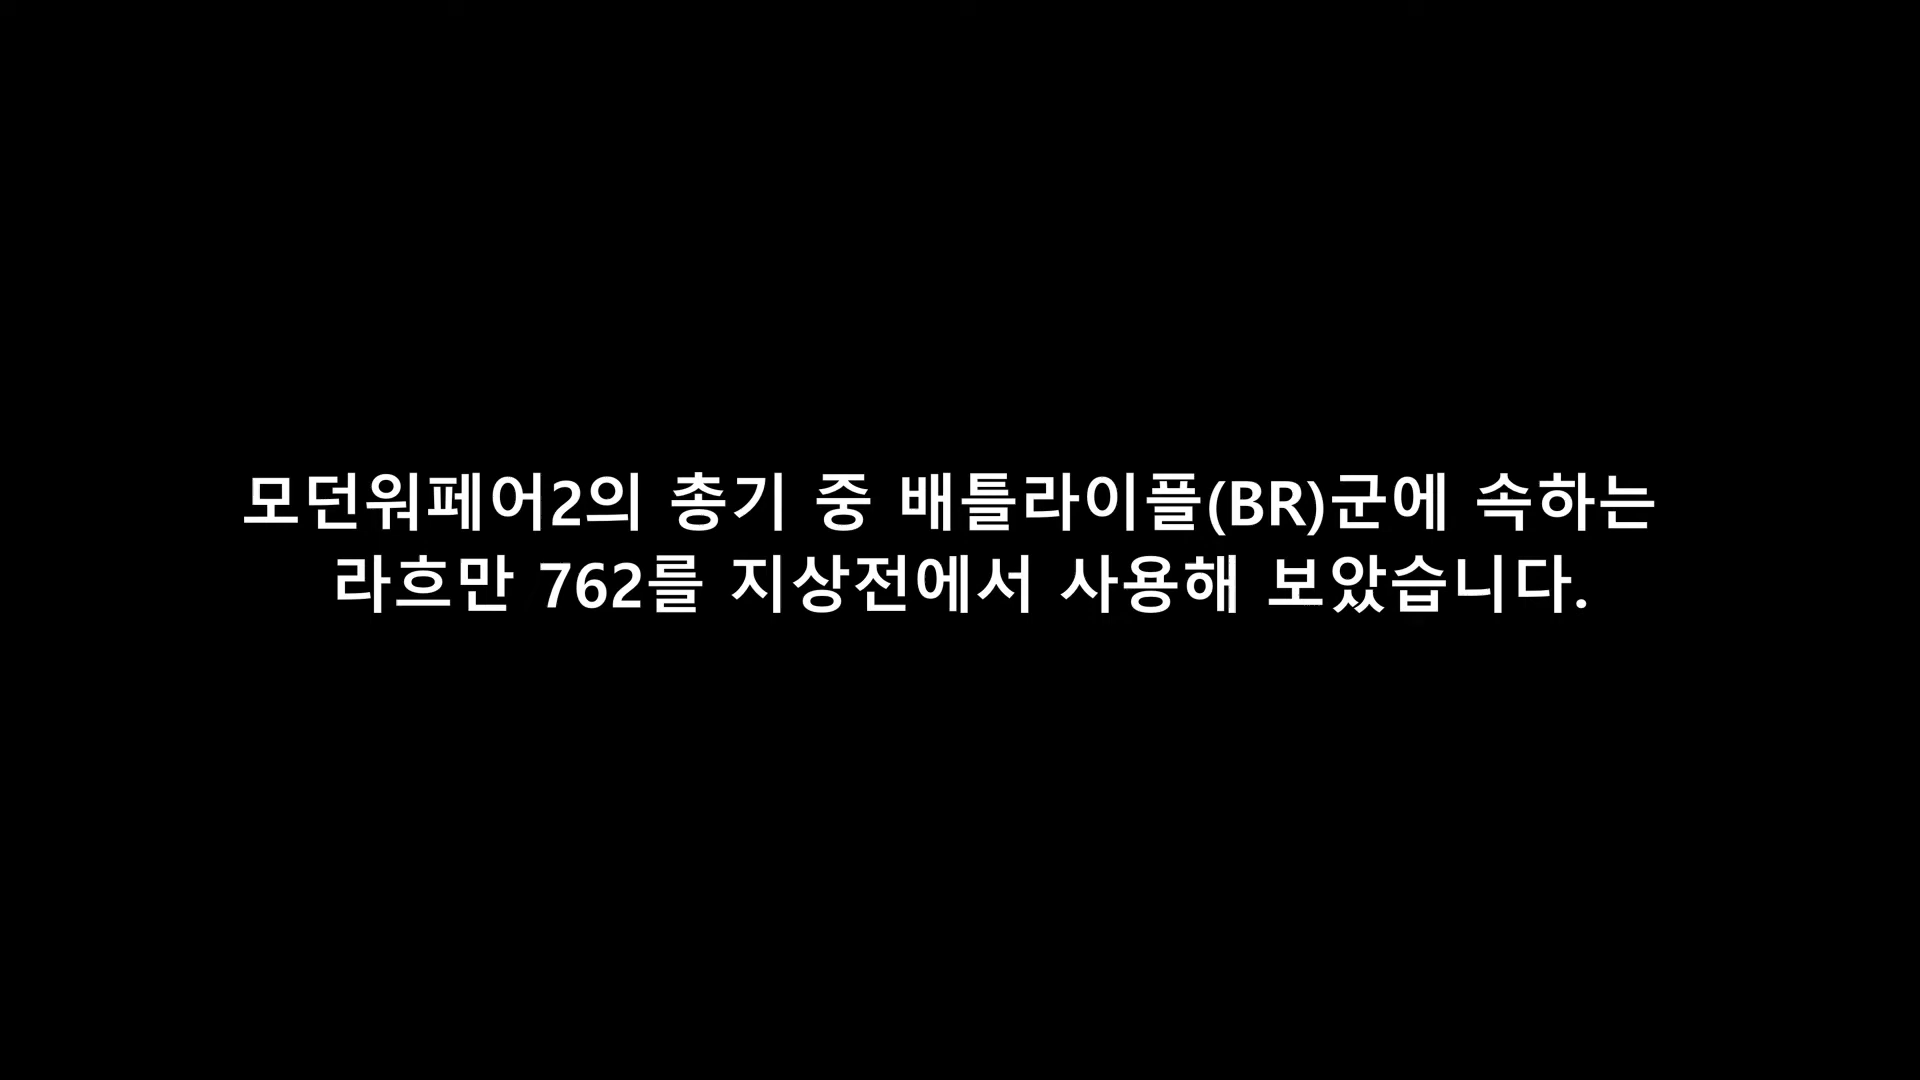 모던워페어2의 총기 중 배틀라이플(BR)군에 속하는
라흐만 762를 지상전에서 사용해 보았습니다.